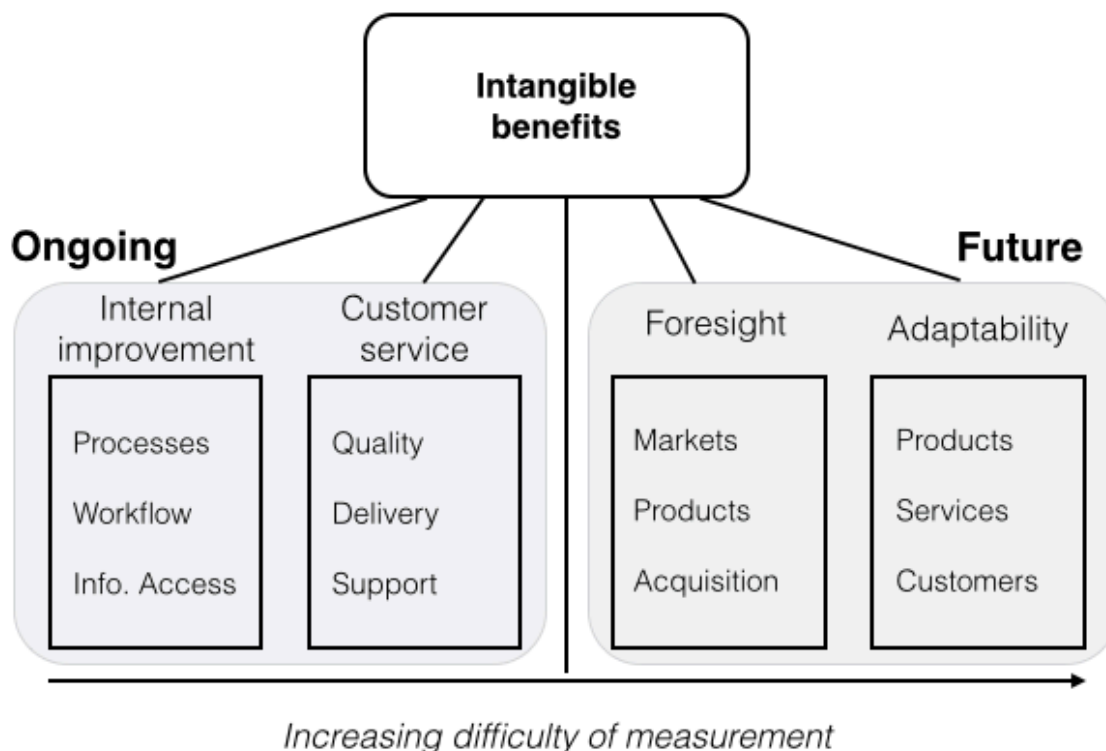 Intangible
benefits
Ongoing
Future
Internal
improvement
Customer
service
Foresight
Adaptability
Processes
Workflow
Info. Access
Quality
Delivery
Support
Markets
Products
Acquisition
Products
Services
Customers
Increasing difficulty of measurement